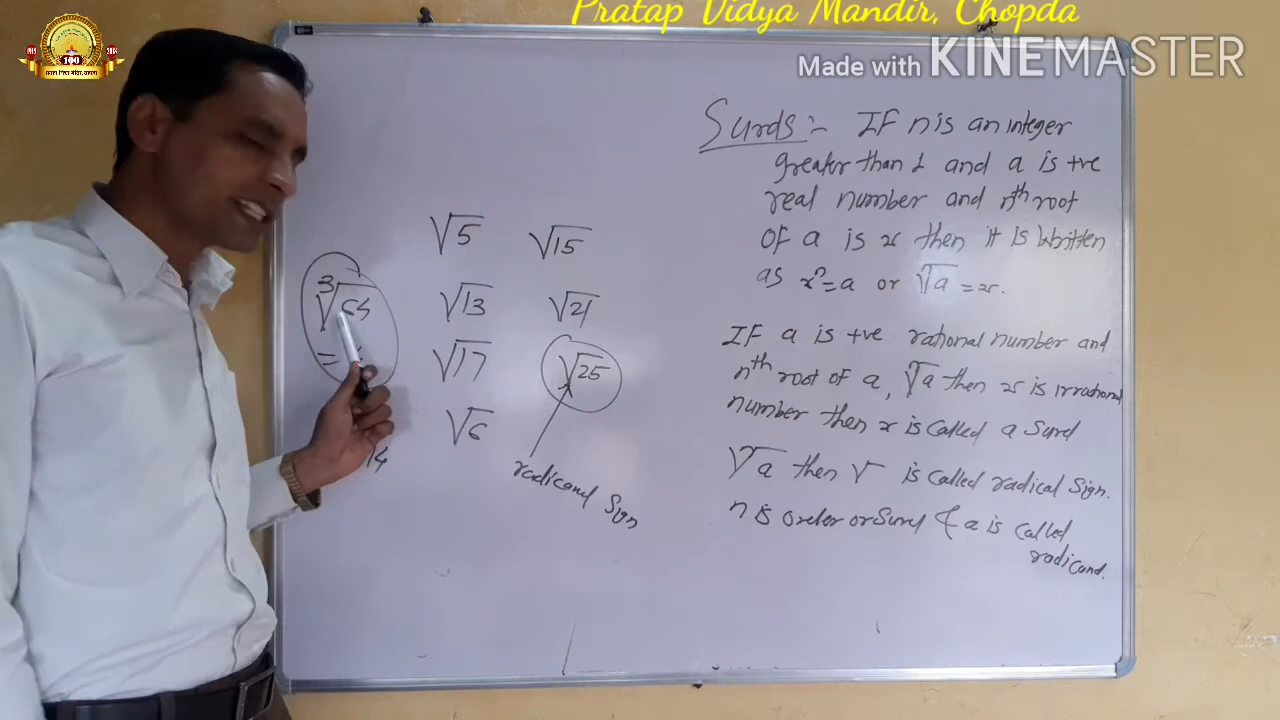 Pratap Vidya Mandir, Chopda
Made with KINEMASTER
100
Surds :- IF n is an integer
greater than 1 and a is +ve
real number and nth root
OF a is x then it is written
as xⁿ = a or ⁿ√a = x.
IF a is +ve rational number and
nth root of a, ⁿ√a then x is irrational
number then x is called a Surd
ⁿ√a then √ is called radical sign.
n is order or Surd & a is called
radicand.
³√64
=
14
√5 √15
√13 √21
√17 √25
√6
radicand Sign